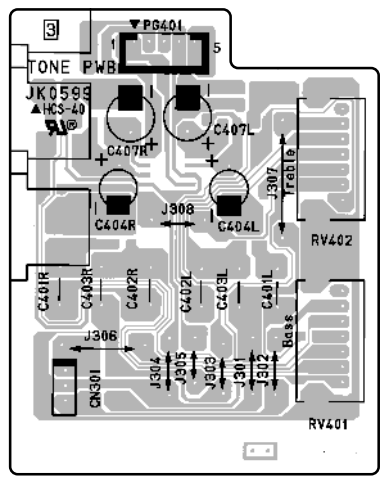 3
PG401
1
5
TONE PWB
JK0595
HCS-40
C407R
C407L
J307
Treble
C404R
J308
C404L
RV402
C401R
C403R
C402R
C402L
C403L
C401L
J306
Bass
J304
J305
J303
J301
J302
CN301
RV401